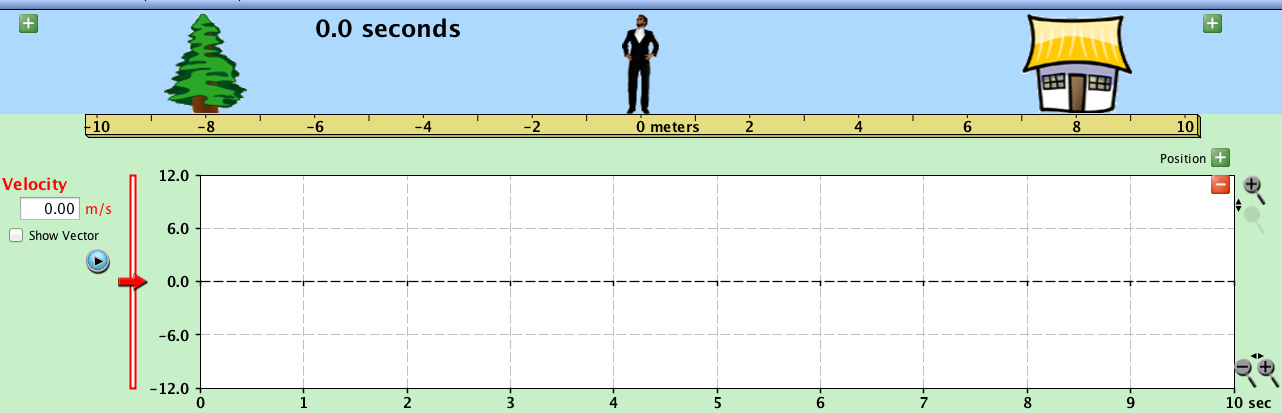 0.0 seconds
-10 -8 -6 -4 -2 0 meters 2 4 6 8 10
Position
Velocity
0.00 m/s
Show Vector
12.0
6.0
0.0
-6.0
-12.0
0 1 2 3 4 5 6 7 8 9 10 sec